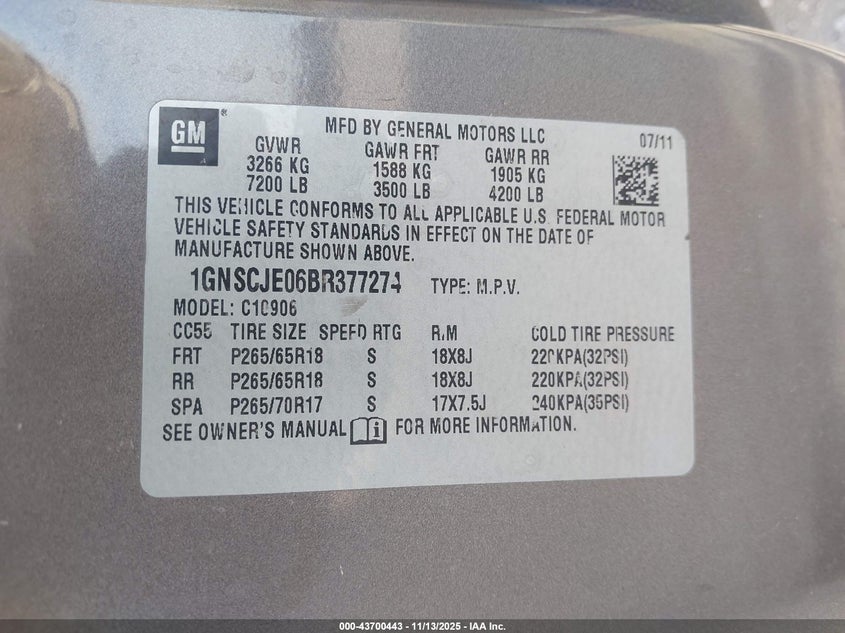 GM ®
MFD BY GENERAL MOTORS LLC
07/11
GVWR GAWR FRT GAWR RR
3266 KG 1588 KG 1905 KG
7200 LB 3500 LB 4200 LB
THIS VEHICLE CONFORMS TO ALL APPLICABLE U.S. FEDERAL MOTOR
VEHICLE SAFETY STANDARDS IN EFFECT ON THE DATE OF
MANUFACTURE SHOWN ABOVE.
1GNSCJE06BR377274 TYPE: M.P.V.
MODEL: C10906
CC55 TIRE SIZE SPEED RTG RIM COLD TIRE PRESSURE
FRT P265/65R18 S 18X8J 220KPA(32PSI)
RR P265/65R18 S 18X8J 220KPA(32PSI)
SPA P265/70R17 S 17X7.5J 240KPA(35PSI)
SEE OWNER'S MANUAL FOR MORE INFORMATION.
000-43700443 - 11/13/2025 - IAA Inc.